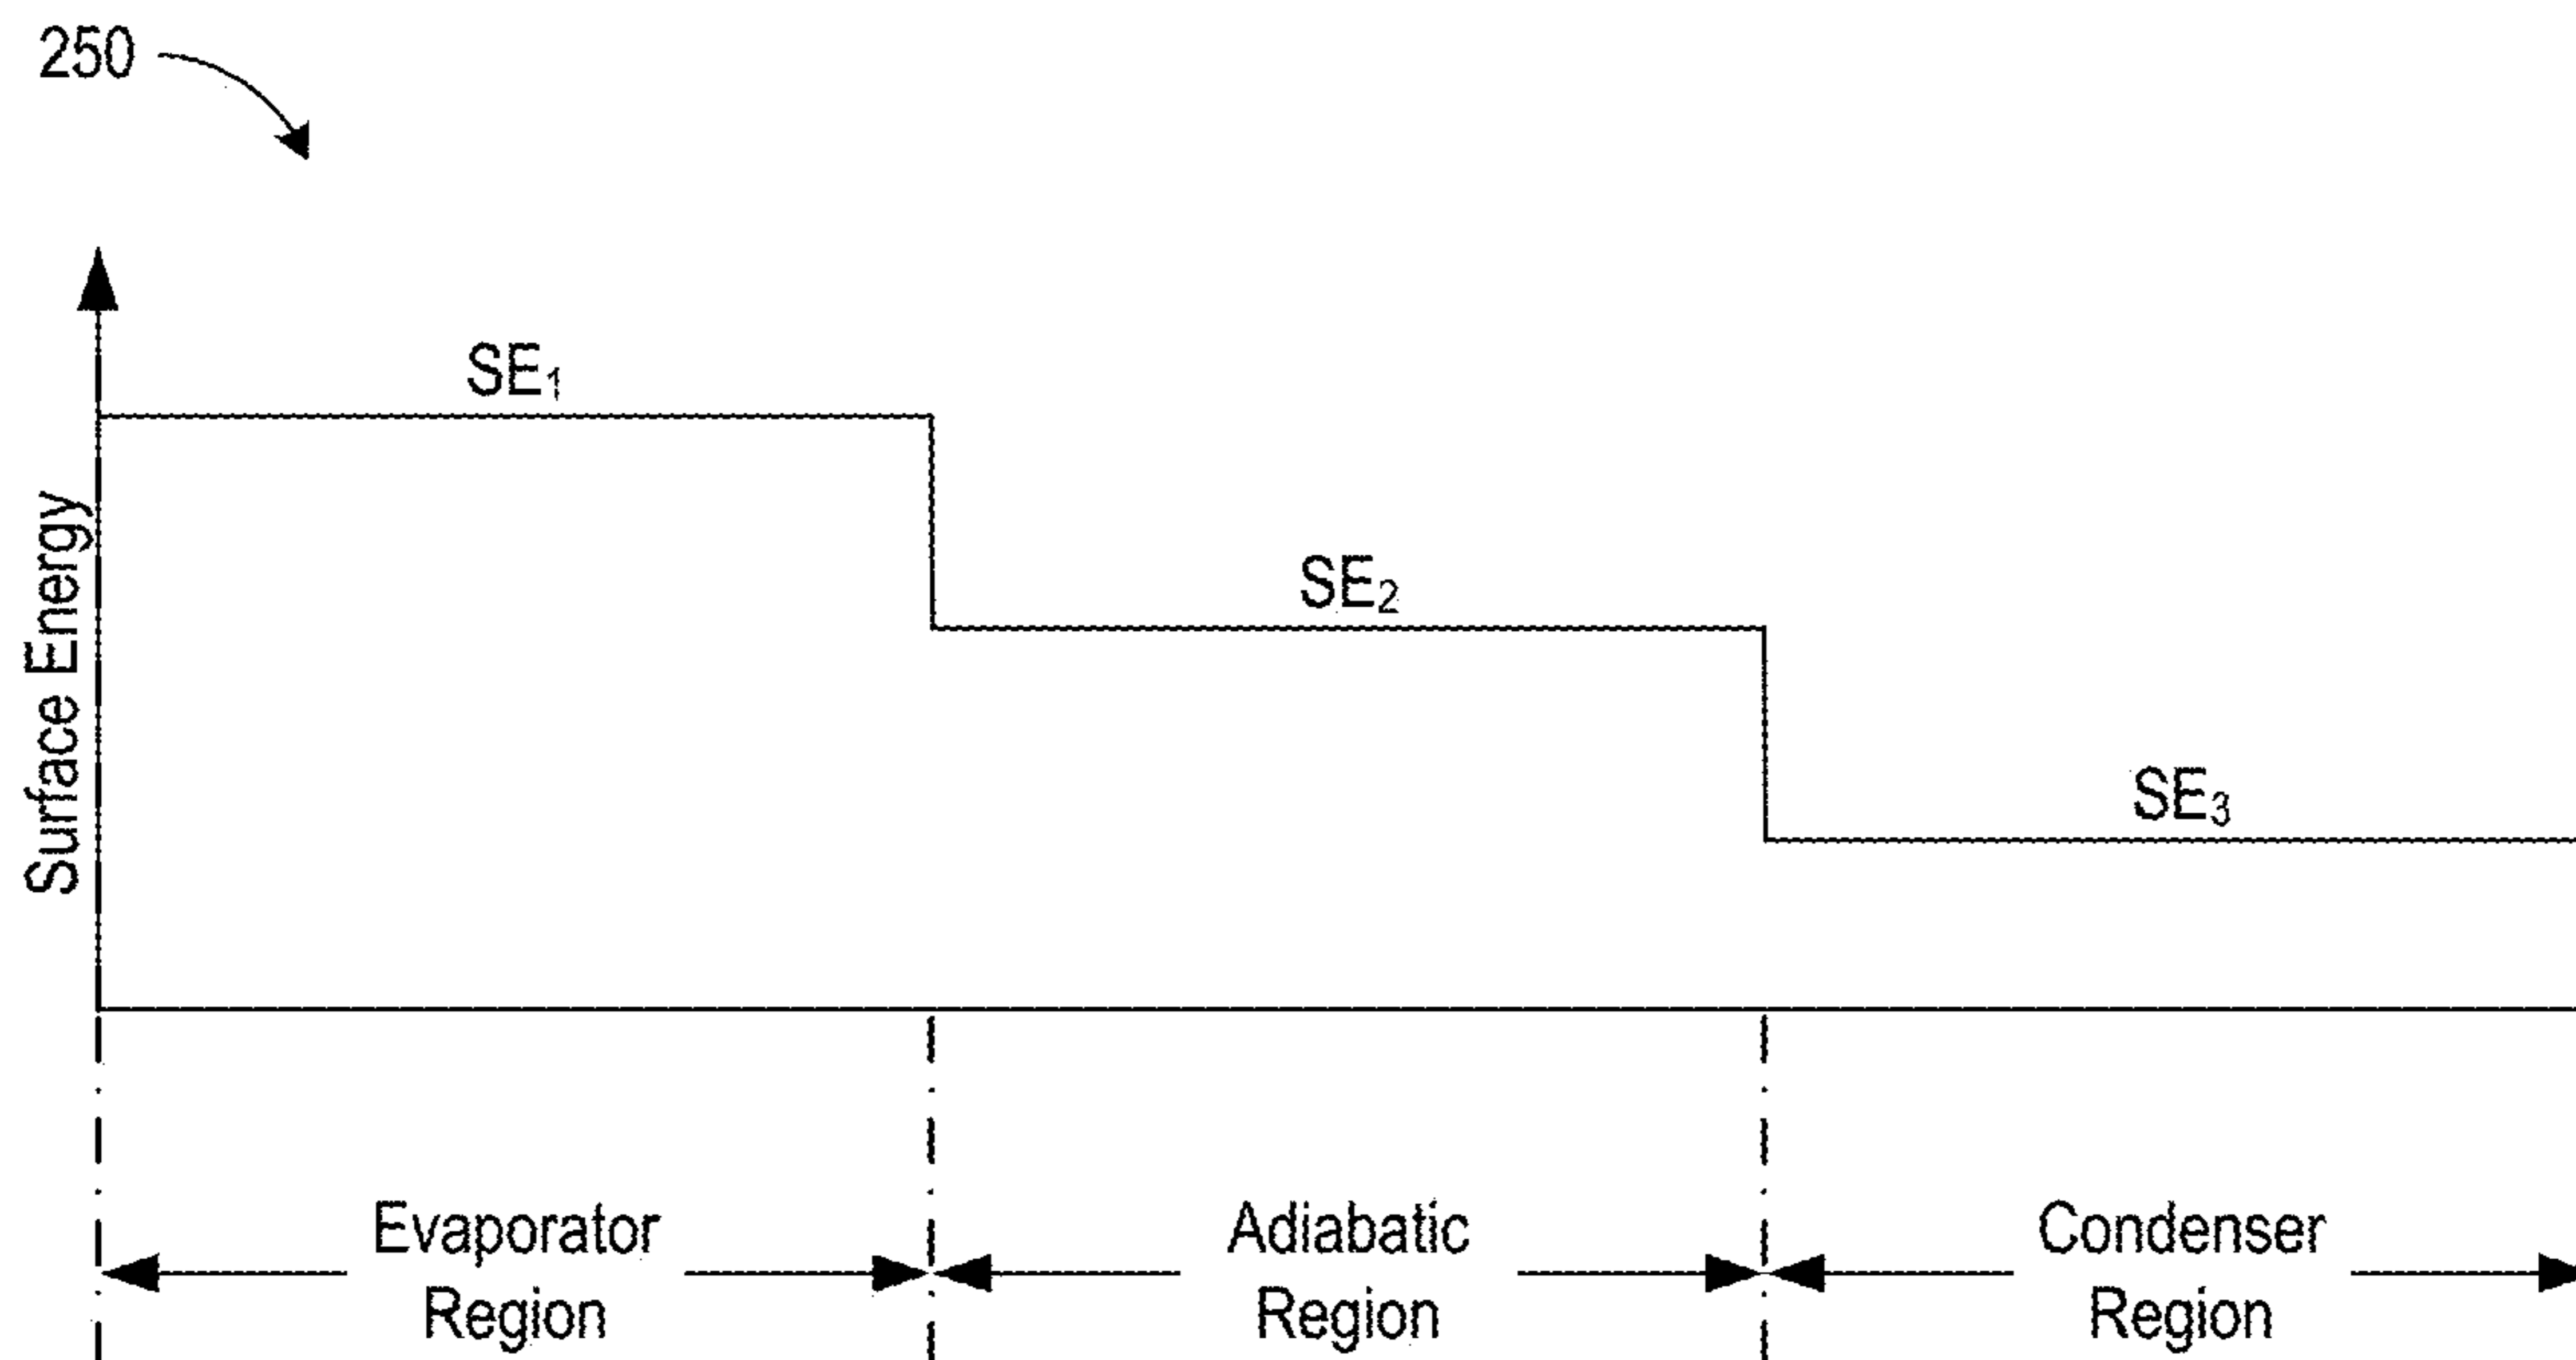 250
SE₁
SE₂
SE₃
Surface Energy
Evaporator
Region
Adiabatic
Region
Condenser
Region